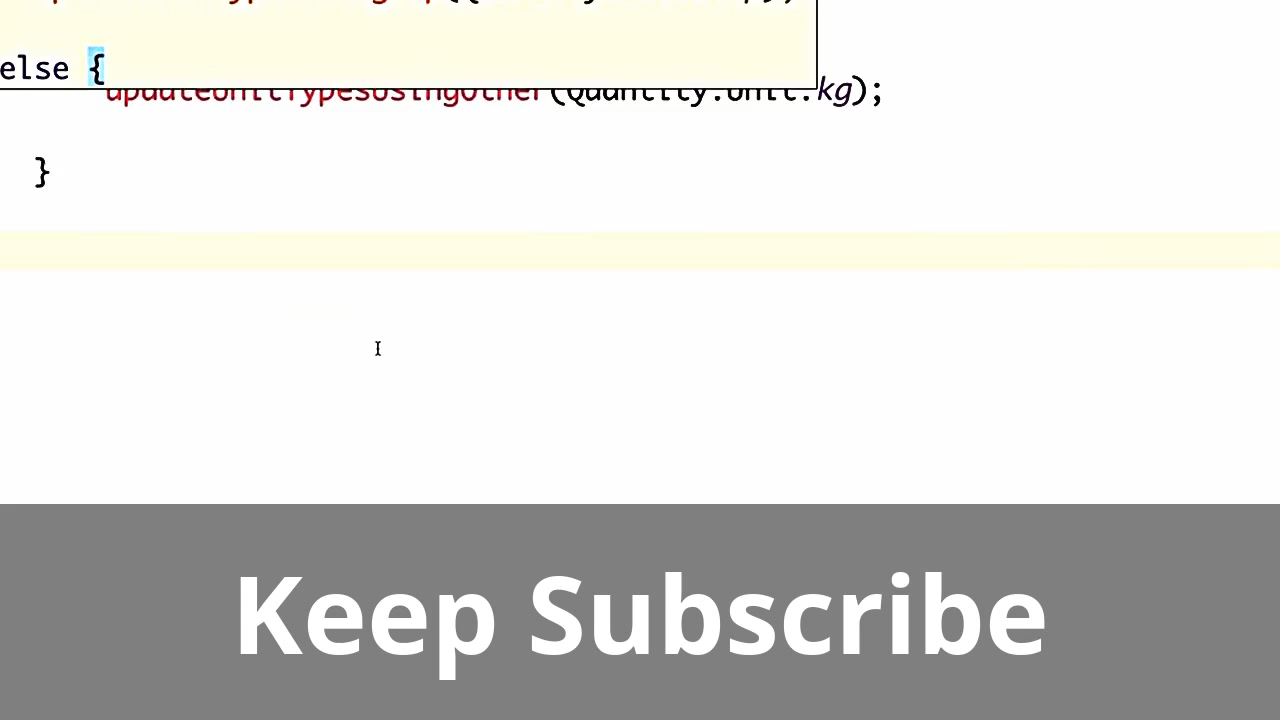 else {
updateUnitTypesUsingOther(Quantity.Unit.kg);
}
Keep Subscribe